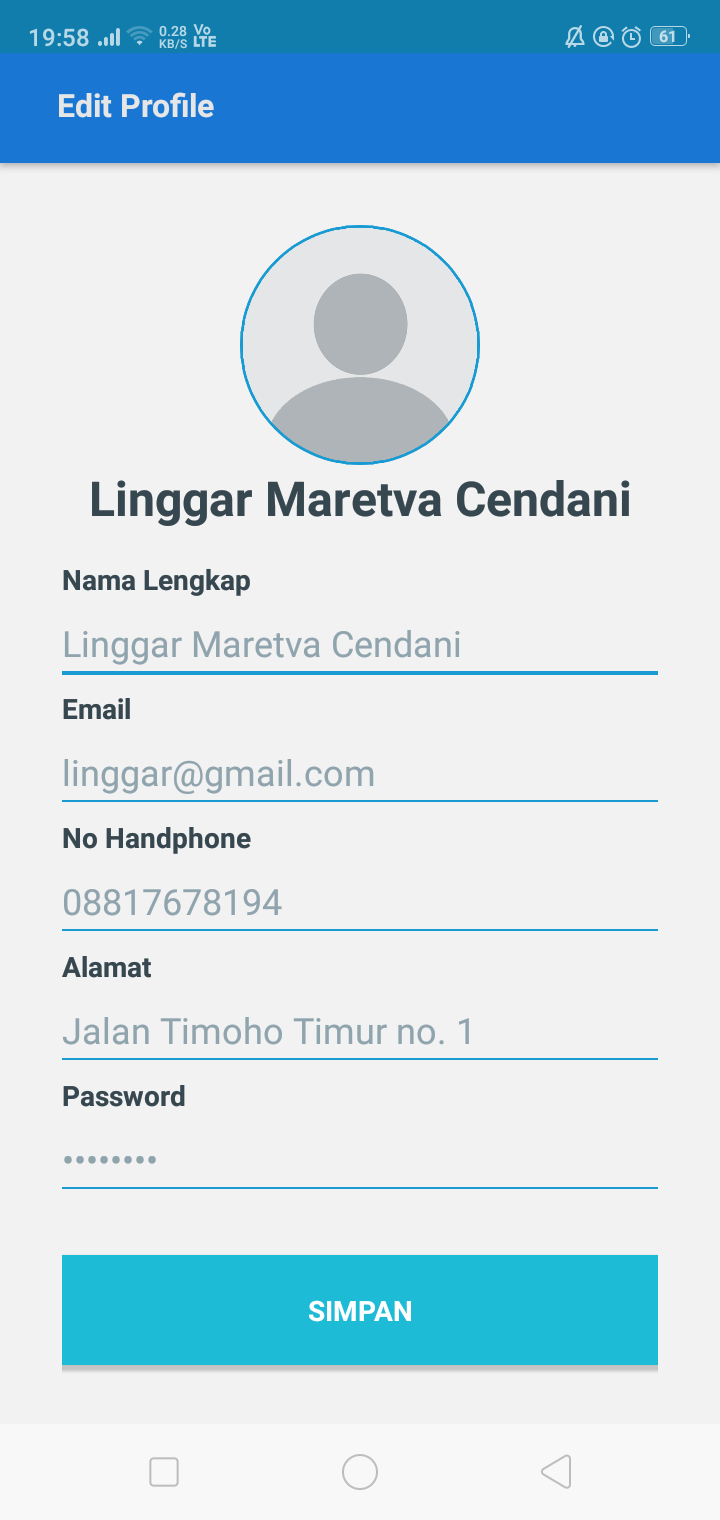 19:58 0.28 KB/S Vo LTE 61
Edit Profile
Linggar Maretva Cendani
Nama Lengkap
Linggar Maretva Cendani
Email
linggar@gmail.com
No Handphone
08817678194
Alamat
Jalan Timoho Timur no. 1
Password
••••••••
SIMPAN